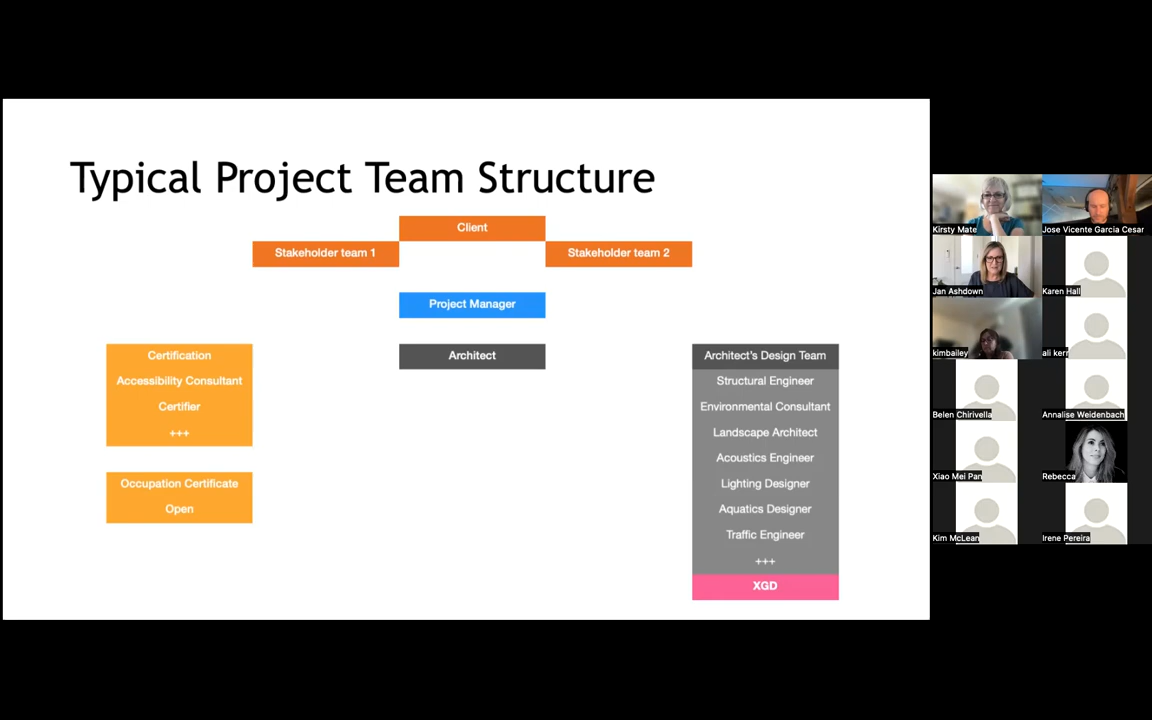 Typical Project Team Structure
Client
Stakeholder team 1
Stakeholder team 2
Project Manager
Architect
Certification
Accessibility Consultant
Certifier
+++
Occupation Certificate
Open
Architect's Design Team
Structural Engineer
Environmental Consultant
Landscape Architect
Acoustics Engineer
Lighting Designer
Aquatics Designer
Traffic Engineer
+++
XGD
Kirsty Mate
Jose Vicente Garcia Cesar
Jan Ashdown
Karen Hall
kimbailey
ali kerr
Belen Chirivella
Annalise Weidenbach
Xiao Mei Pan
Rebecca
Kim McLean
Irene Pereira